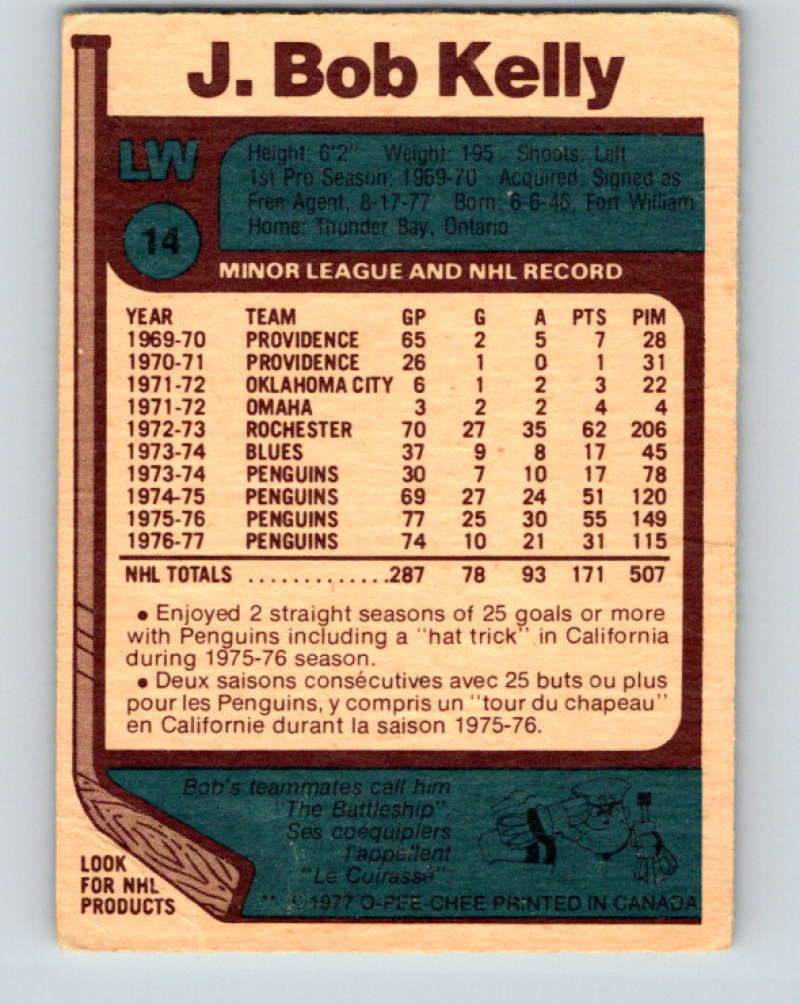 J. Bob Kelly
LW
14
Height: 6'2" Weight: 195 Shoots: Left
1st Pro Season: 1969-70 Acquired: Signed as
Free Agent, 8-17-77 Born: 6-6-46, Fort William
Home: Thunder Bay, Ontario
MINOR LEAGUE AND NHL RECORD
YEAR TEAM GP G A PTS PIM
1969-70 PROVIDENCE 65 2 5 7 28
1970-71 PROVIDENCE 26 1 0 1 31
1971-72 OKLAHOMA CITY 6 1 2 3 22
1971-72 OMAHA 3 2 2 4 4
1972-73 ROCHESTER 70 27 35 62 206
1973-74 BLUES 37 9 8 17 45
1973-74 PENGUINS 30 7 10 17 78
1974-75 PENGUINS 69 27 24 51 120
1975-76 PENGUINS 77 25 30 55 149
1976-77 PENGUINS 74 10 21 31 115
NHL TOTALS .............287 78 93 171 507
• Enjoyed 2 straight seasons of 25 goals or more
with Penguins including a "hat trick" in California
during 1975-76 season.
• Deux saisons consécutives avec 25 buts ou plus
pour les Penguins, y compris un "tour du chapeau"
en Californie durant la saison 1975-76.
Bob's teammates call him
"The Battleship".
Ses coéquipiers
l'appellent
"Le Cuirassé"
LOOK
FOR NHL
PRODUCTS
** © 1977 O-PEE-CHEE PRINTED IN CANADA